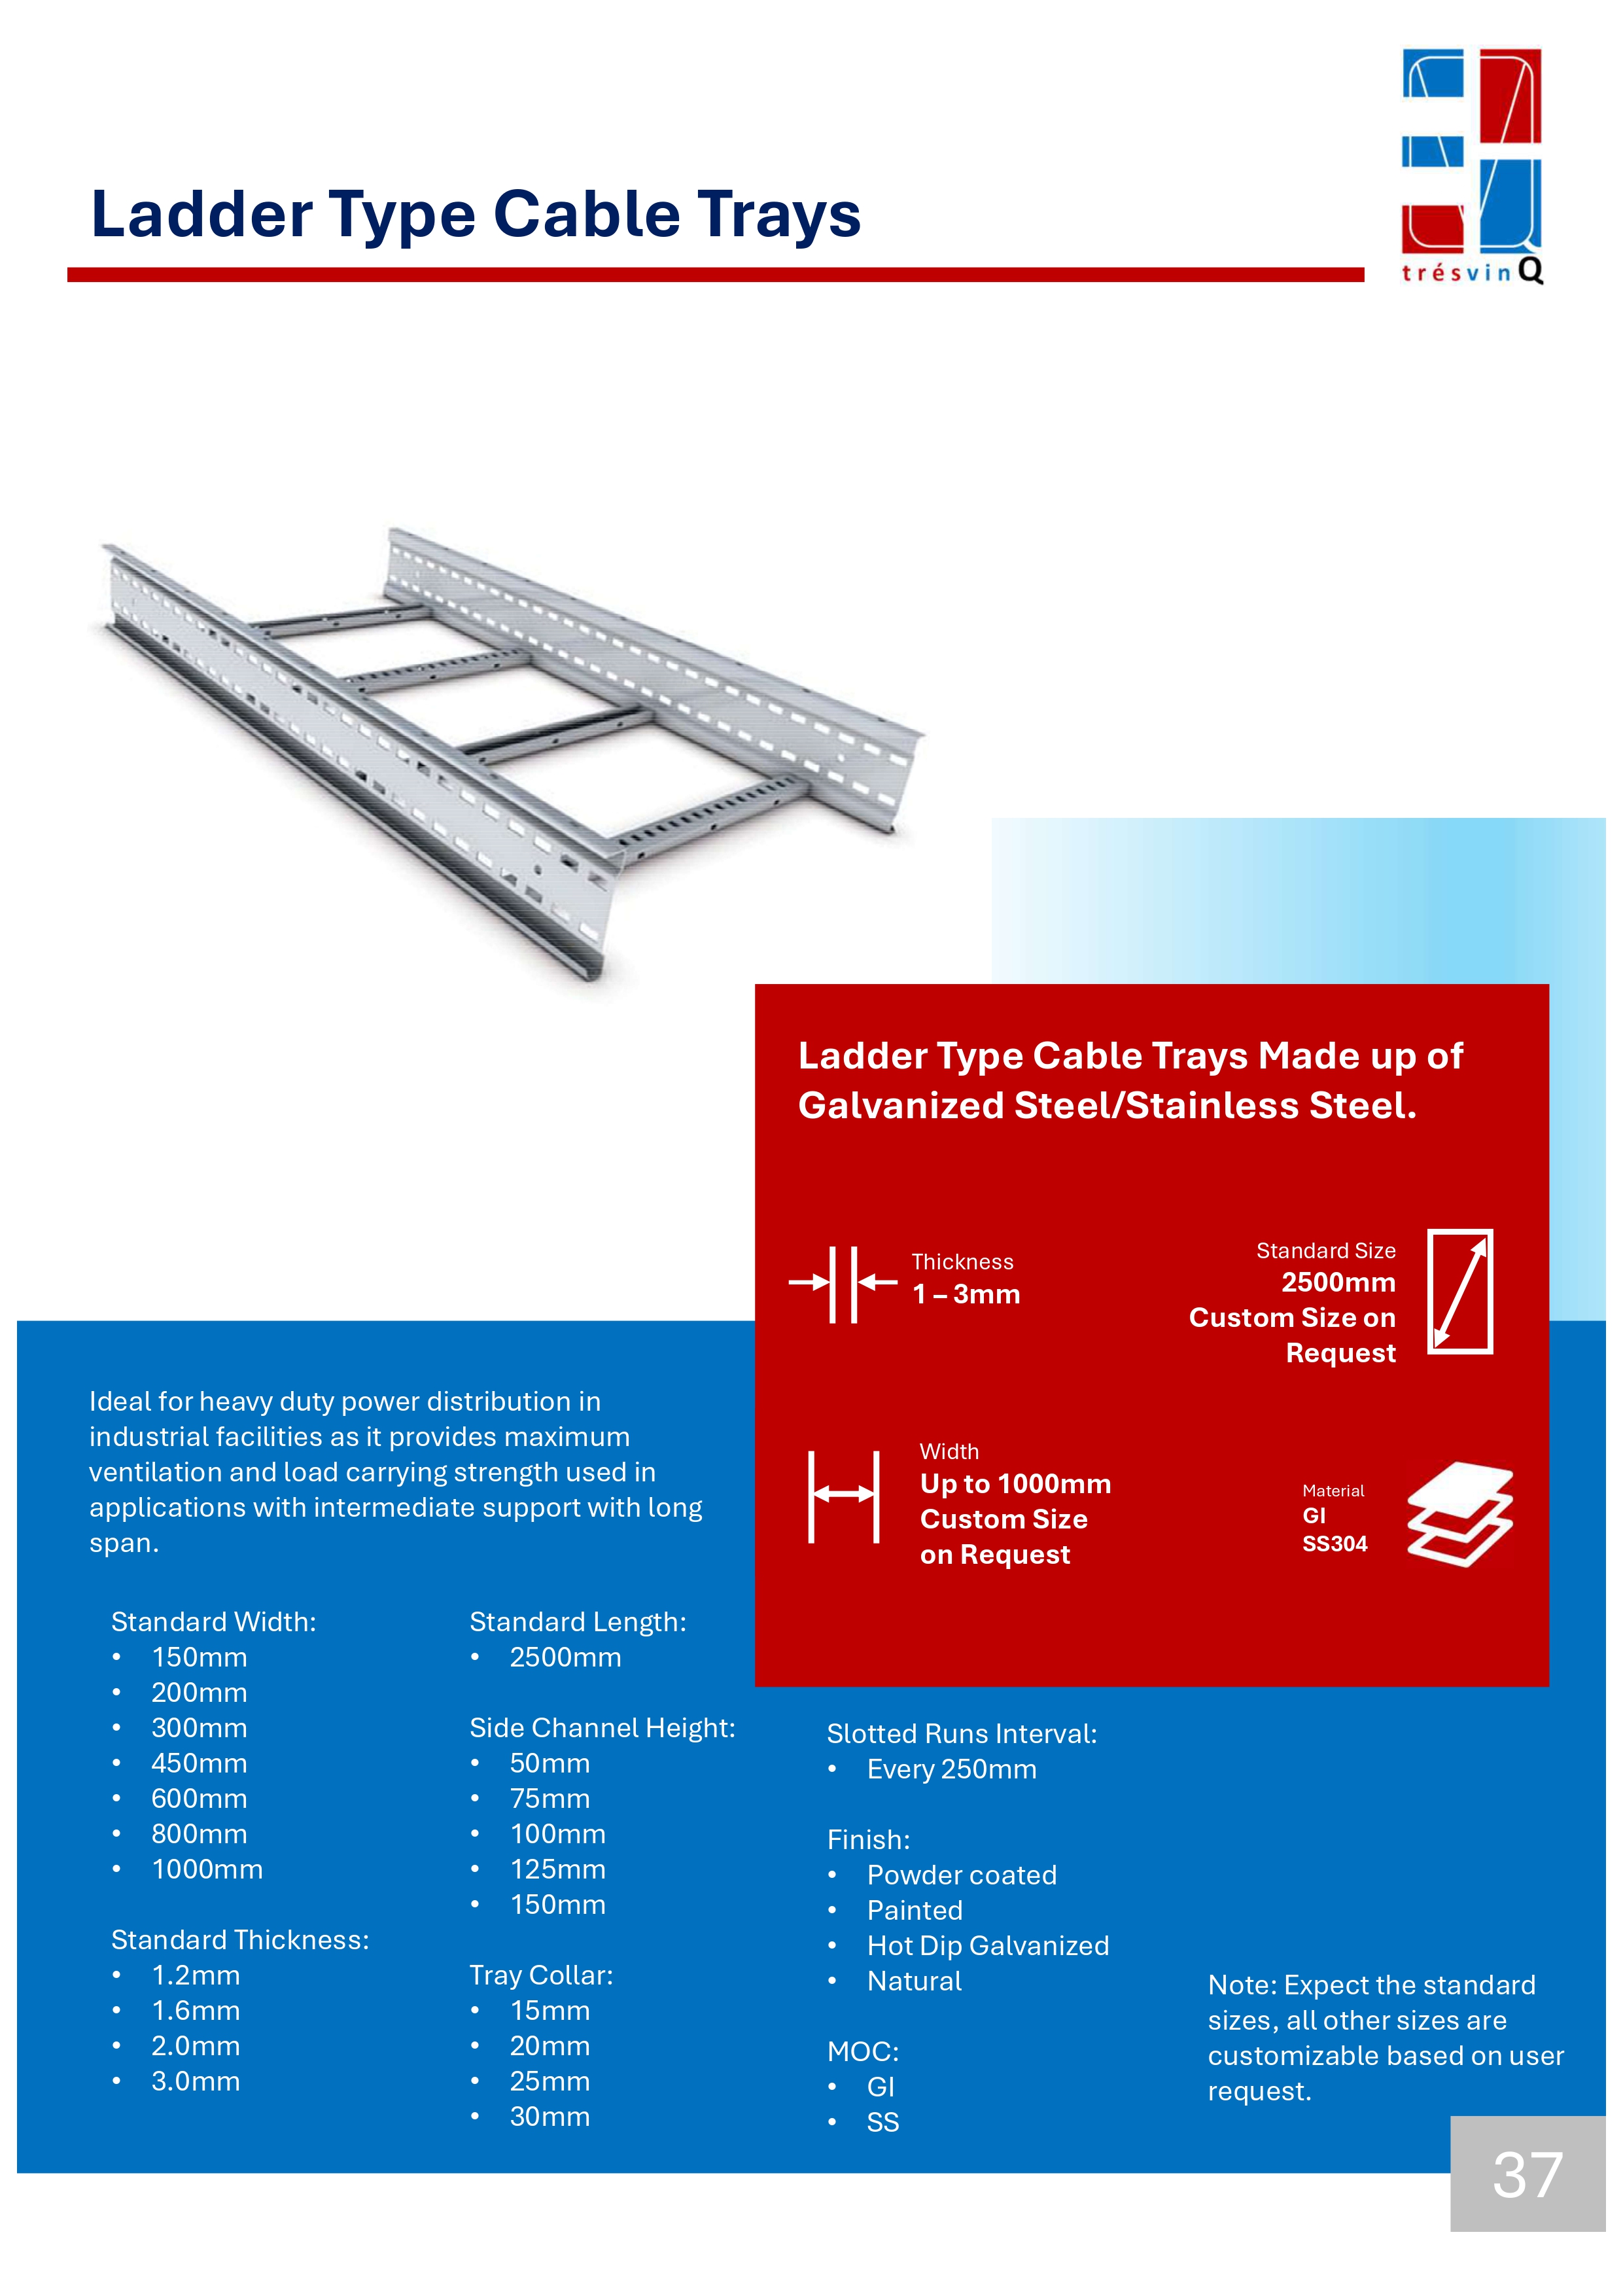 Ladder Type Cable Trays
trésvinQ
Ladder Type Cable Trays Made up of
Galvanized Steel/Stainless Steel.
Thickness
1 – 3mm
Standard Size
2500mm
Custom Size on
Request
Width
Up to 1000mm
Custom Size
on Request
Material
GI
SS304
Ideal for heavy duty power distribution in
industrial facilities as it provides maximum
ventilation and load carrying strength used in
applications with intermediate support with long
span.
Standard Width:
• 150mm
• 200mm
• 300mm
• 450mm
• 600mm
• 800mm
• 1000mm
Standard Thickness:
• 1.2mm
• 1.6mm
• 2.0mm
• 3.0mm
Standard Length:
• 2500mm
Side Channel Height:
• 50mm
• 75mm
• 100mm
• 125mm
• 150mm
Tray Collar:
• 15mm
• 20mm
• 25mm
• 30mm
Slotted Runs Interval:
• Every 250mm
Finish:
• Powder coated
• Painted
• Hot Dip Galvanized
• Natural
MOC:
• GI
• SS
Note: Expect the standard
sizes, all other sizes are
customizable based on user
request.
37